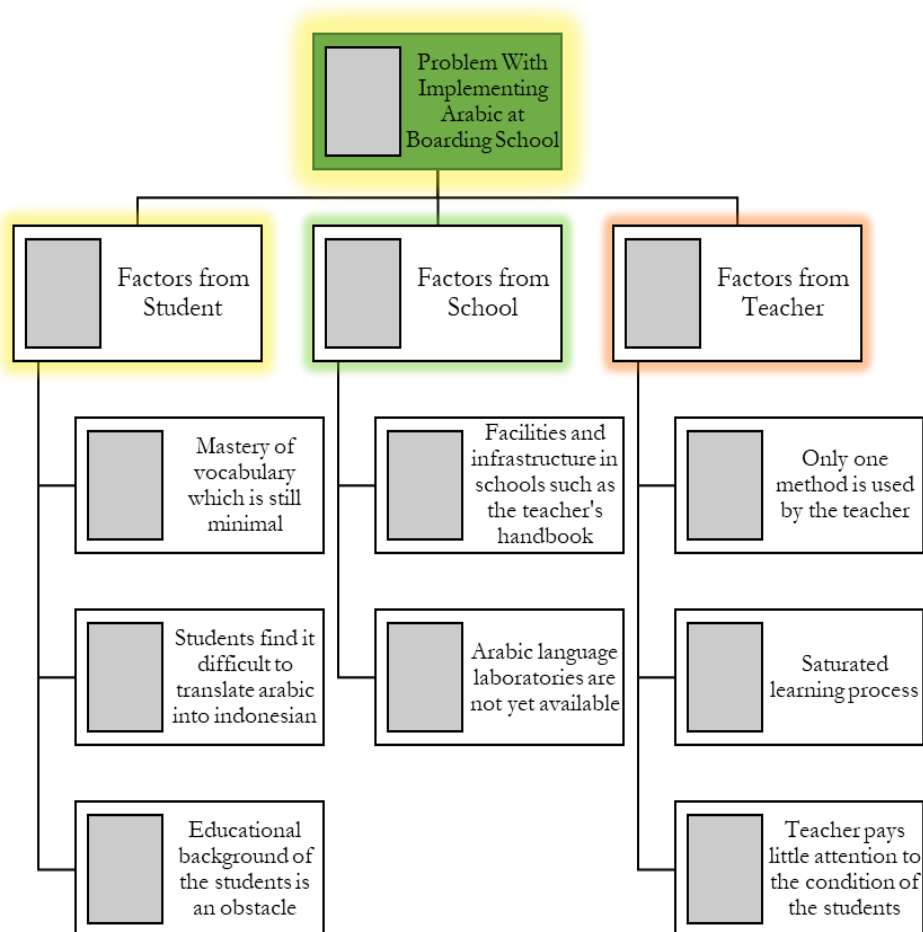 Problem With
Implementing
Arabic at
Boarding School
Factors from
Student
Factors from
School
Factors from
Teacher
Mastery of
vocabulary
which is still
minimal
Students find it
difficult to
translate arabic
into indonesian
Educational
background of
the students is
an obstacle
Facilities and
infrastructure in
schools such as
the teacher's
handbook
Arabic language
laboratories are
not yet available
Only one
method is used
by the teacher
Saturated
learning process
Teacher pays
little attention to
the condition of
the students